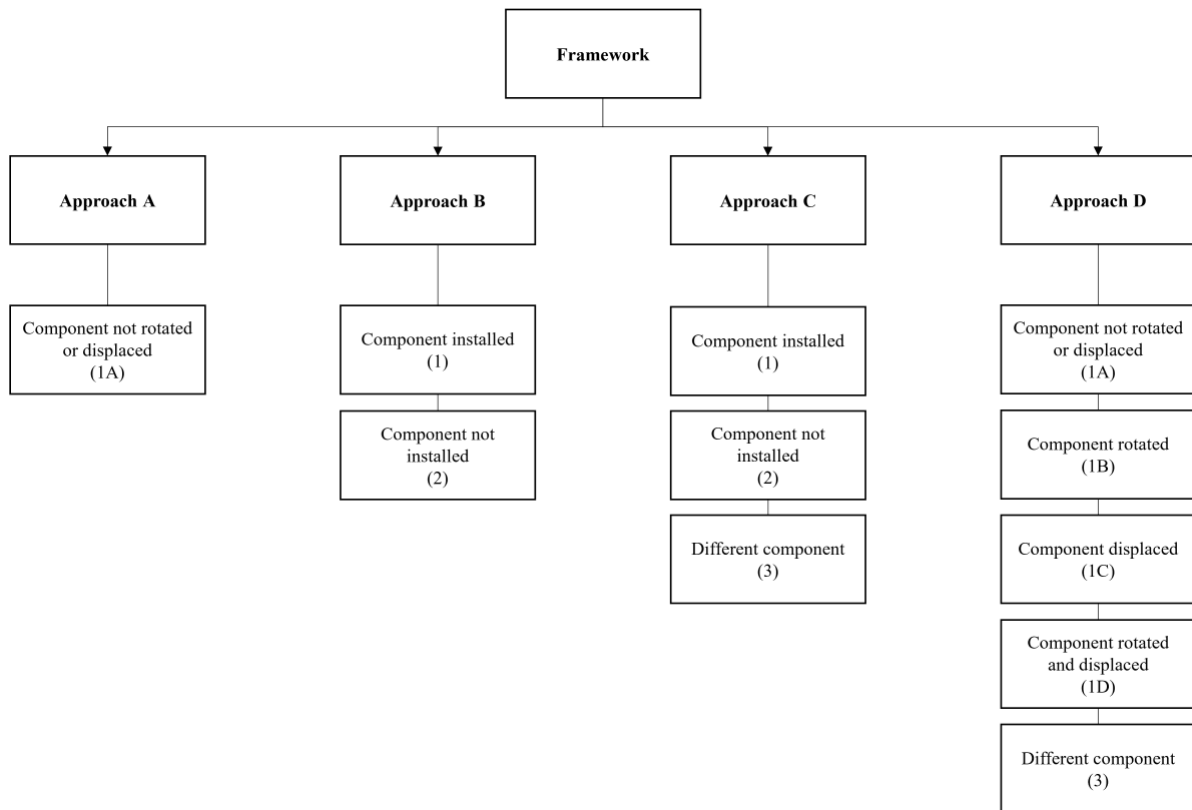 Framework
Approach A
Approach B
Approach C
Approach D
Component not rotated
or displaced
(1A)
Component installed
(1)
Component not
installed
(2)
Component installed
(1)
Component not
installed
(2)
Different component
(3)
Component not rotated
or displaced
(1A)
Component rotated
(1B)
Component displaced
(1C)
Component rotated
and displaced
(1D)
Different component
(3)